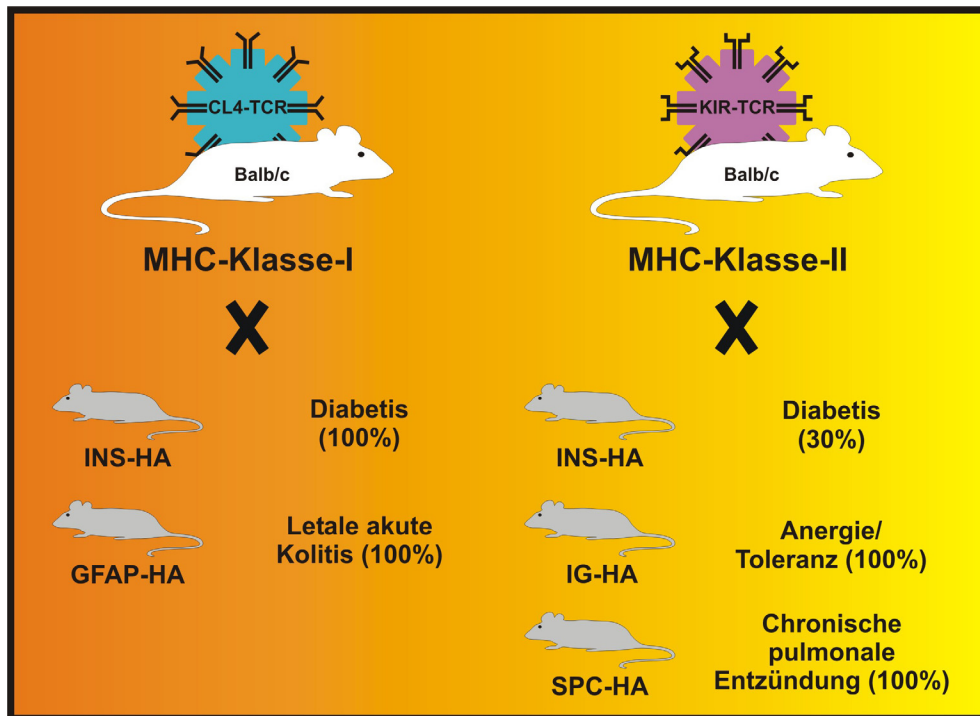 CL4-TCR
Balb/c
MHC-Klasse-I
X
INS-HA
Diabetis
(100%)
GFAP-HA
Letale akute
Kolitis (100%)
KIR-TCR
Balb/c
MHC-Klasse-II
X
INS-HA
Diabetis
(30%)
IG-HA
Anergie/
Toleranz (100%)
SPC-HA
Chronische
pulmonale
Entzündung (100%)